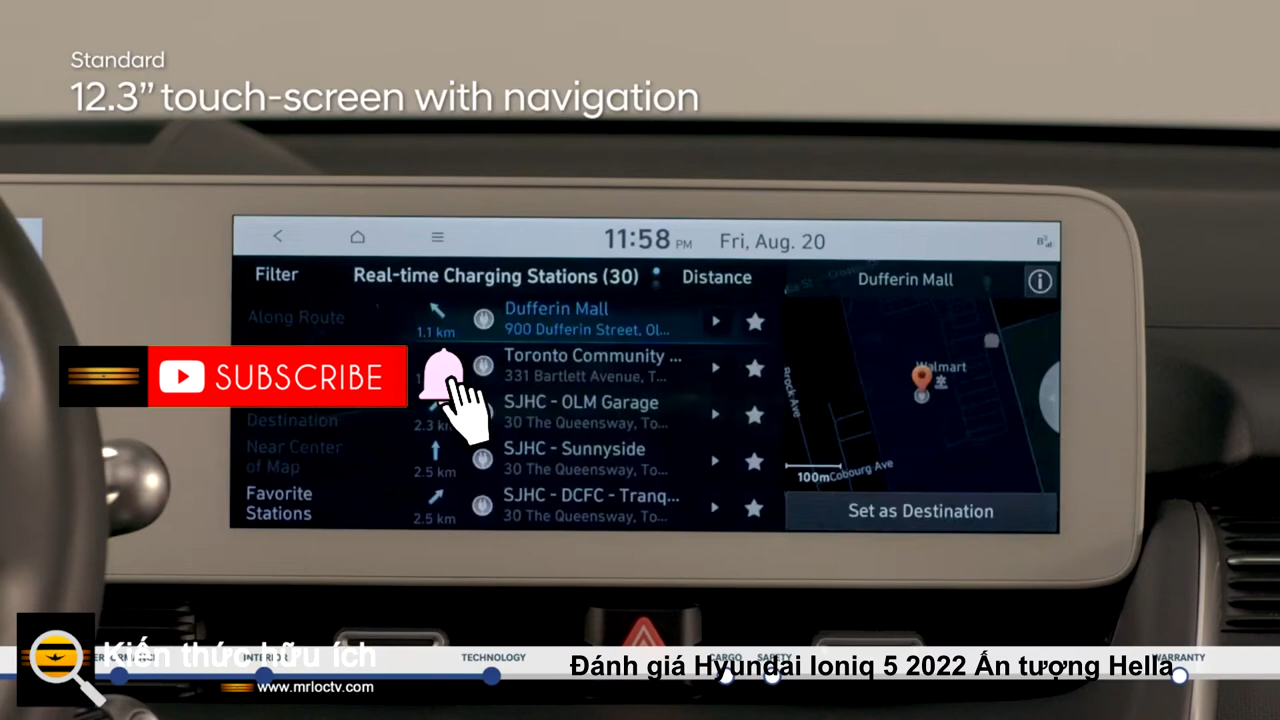 Standard
12.3” touch-screen with navigation
11:58 PM Fri, Aug. 20
Filter Real-time Charging Stations (30) Distance Dufferin Mall
Along Route
1.1 km
Dufferin Mall
900 Dufferin Street, Ol...
Toronto Community ...
331 Bartlett Avenue, T...
SUBSCRIBE
SJHC - OLM Garage
30 The Queensway, To...
Destination
2.3 km
Near Center
of Map
SJHC - Sunnyside
30 The Queensway, To...
2.5 km
Favorite
Stations
SJHC - DCFC - Tranq...
30 The Queensway, To...
2.5 km
Walmart
Brock Ave
100m
Cobourg Ave
Set as Destination
Kiến thức hữu ích
INTERIOR
TECHNOLOGY
CARGO
SAFETY
WARRANTY
Đánh giá Hyundai Ioniq 5 2022 Ấn tượng Hella
www.mrloctv.com